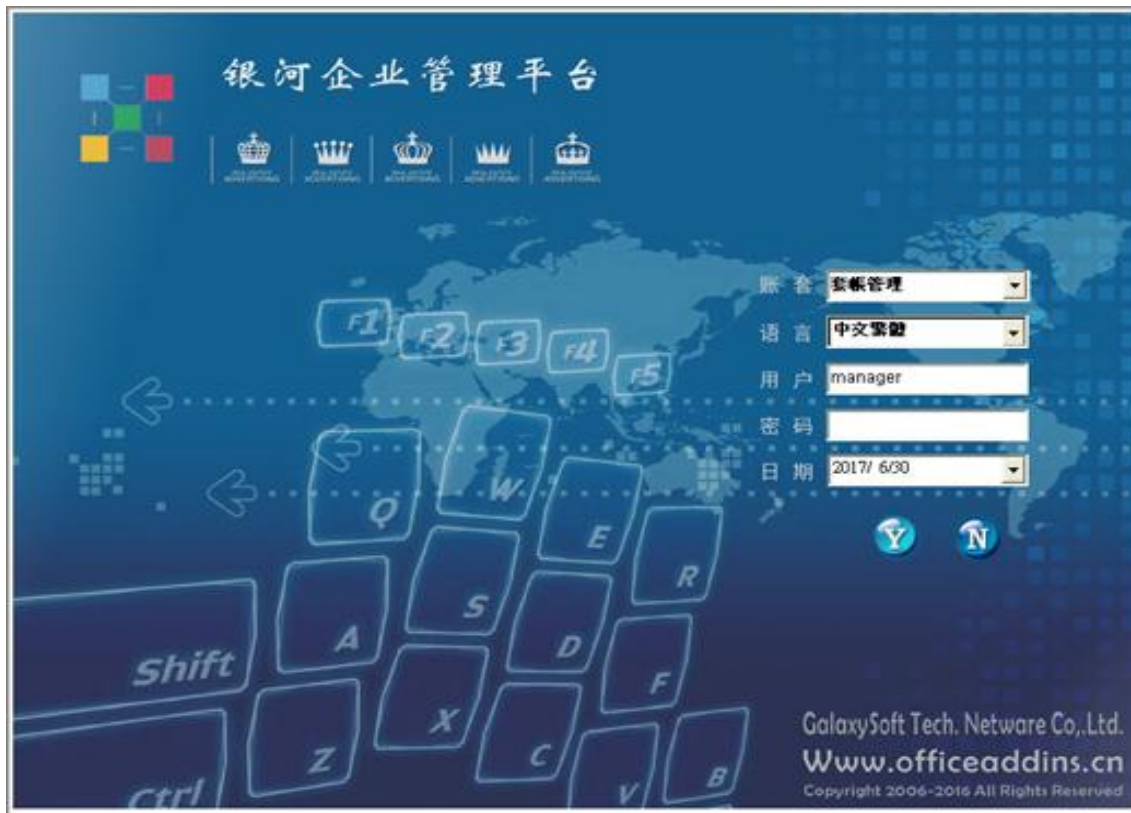 银河企业管理平台
账 套 套帳管理
语 言 中文繁體
用 户 manager
密 码
日 期 2017/ 6/30
Y N
F1 F2 F3 F4 F5
Q W E R
Shift A S D F
Ctrl Z X C V B
GalaxySoft Tech. Netware Co,.Ltd.
Www.officeaddins.cn
Copyright 2006-2016 All Rights Reserved